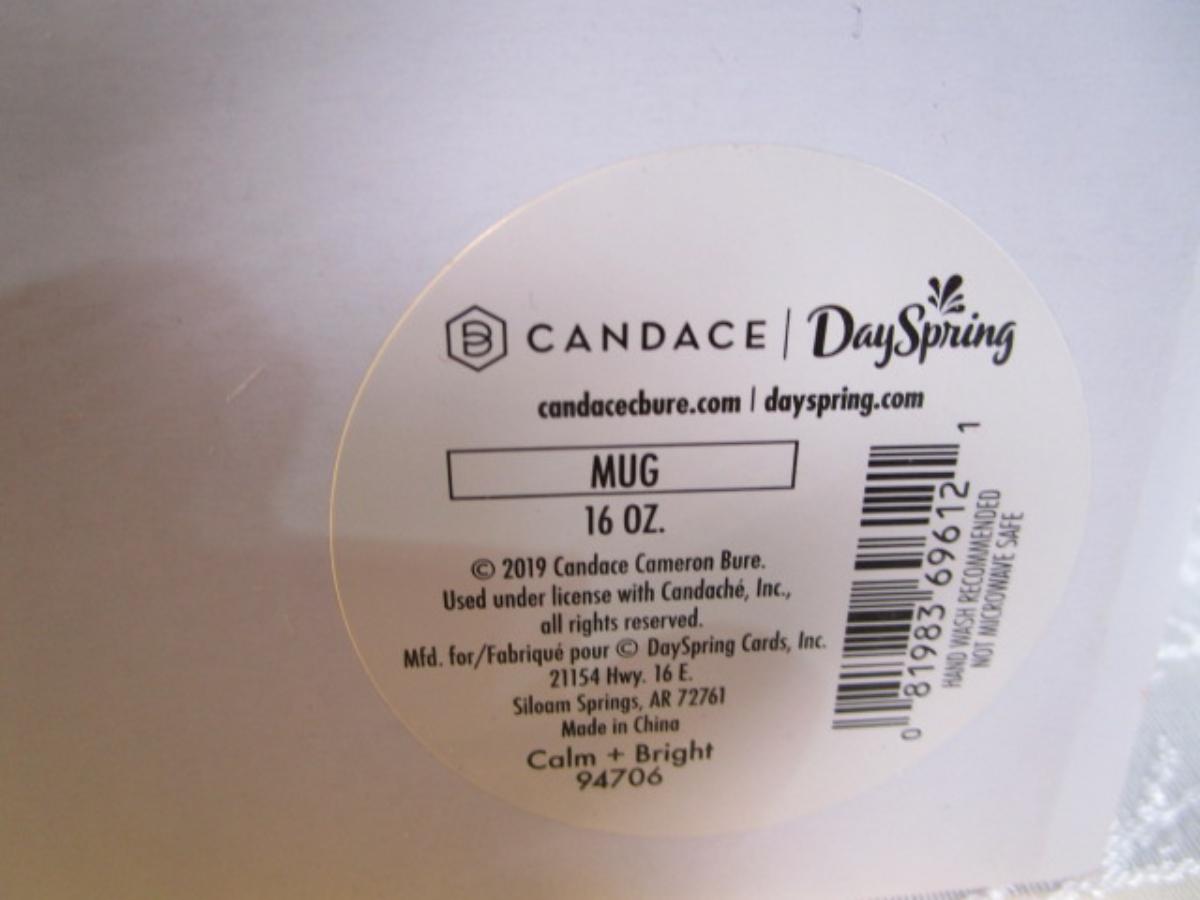 B CANDACE | DaySpring
candacecbure.com | dayspring.com
MUG
16 OZ.
© 2019 Candace Cameron Bure.
Used under license with Candaché, Inc.,
all rights reserved.
Mfd. for/Fabriqué pour © DaySpring Cards, Inc.
21154 Hwy. 16 E.
Siloam Springs, AR 72761
Made in China
Calm + Bright
94706
0 81983 69612 1
HAND WASH RECOMMENDED
NOT MICROWAVE SAFE